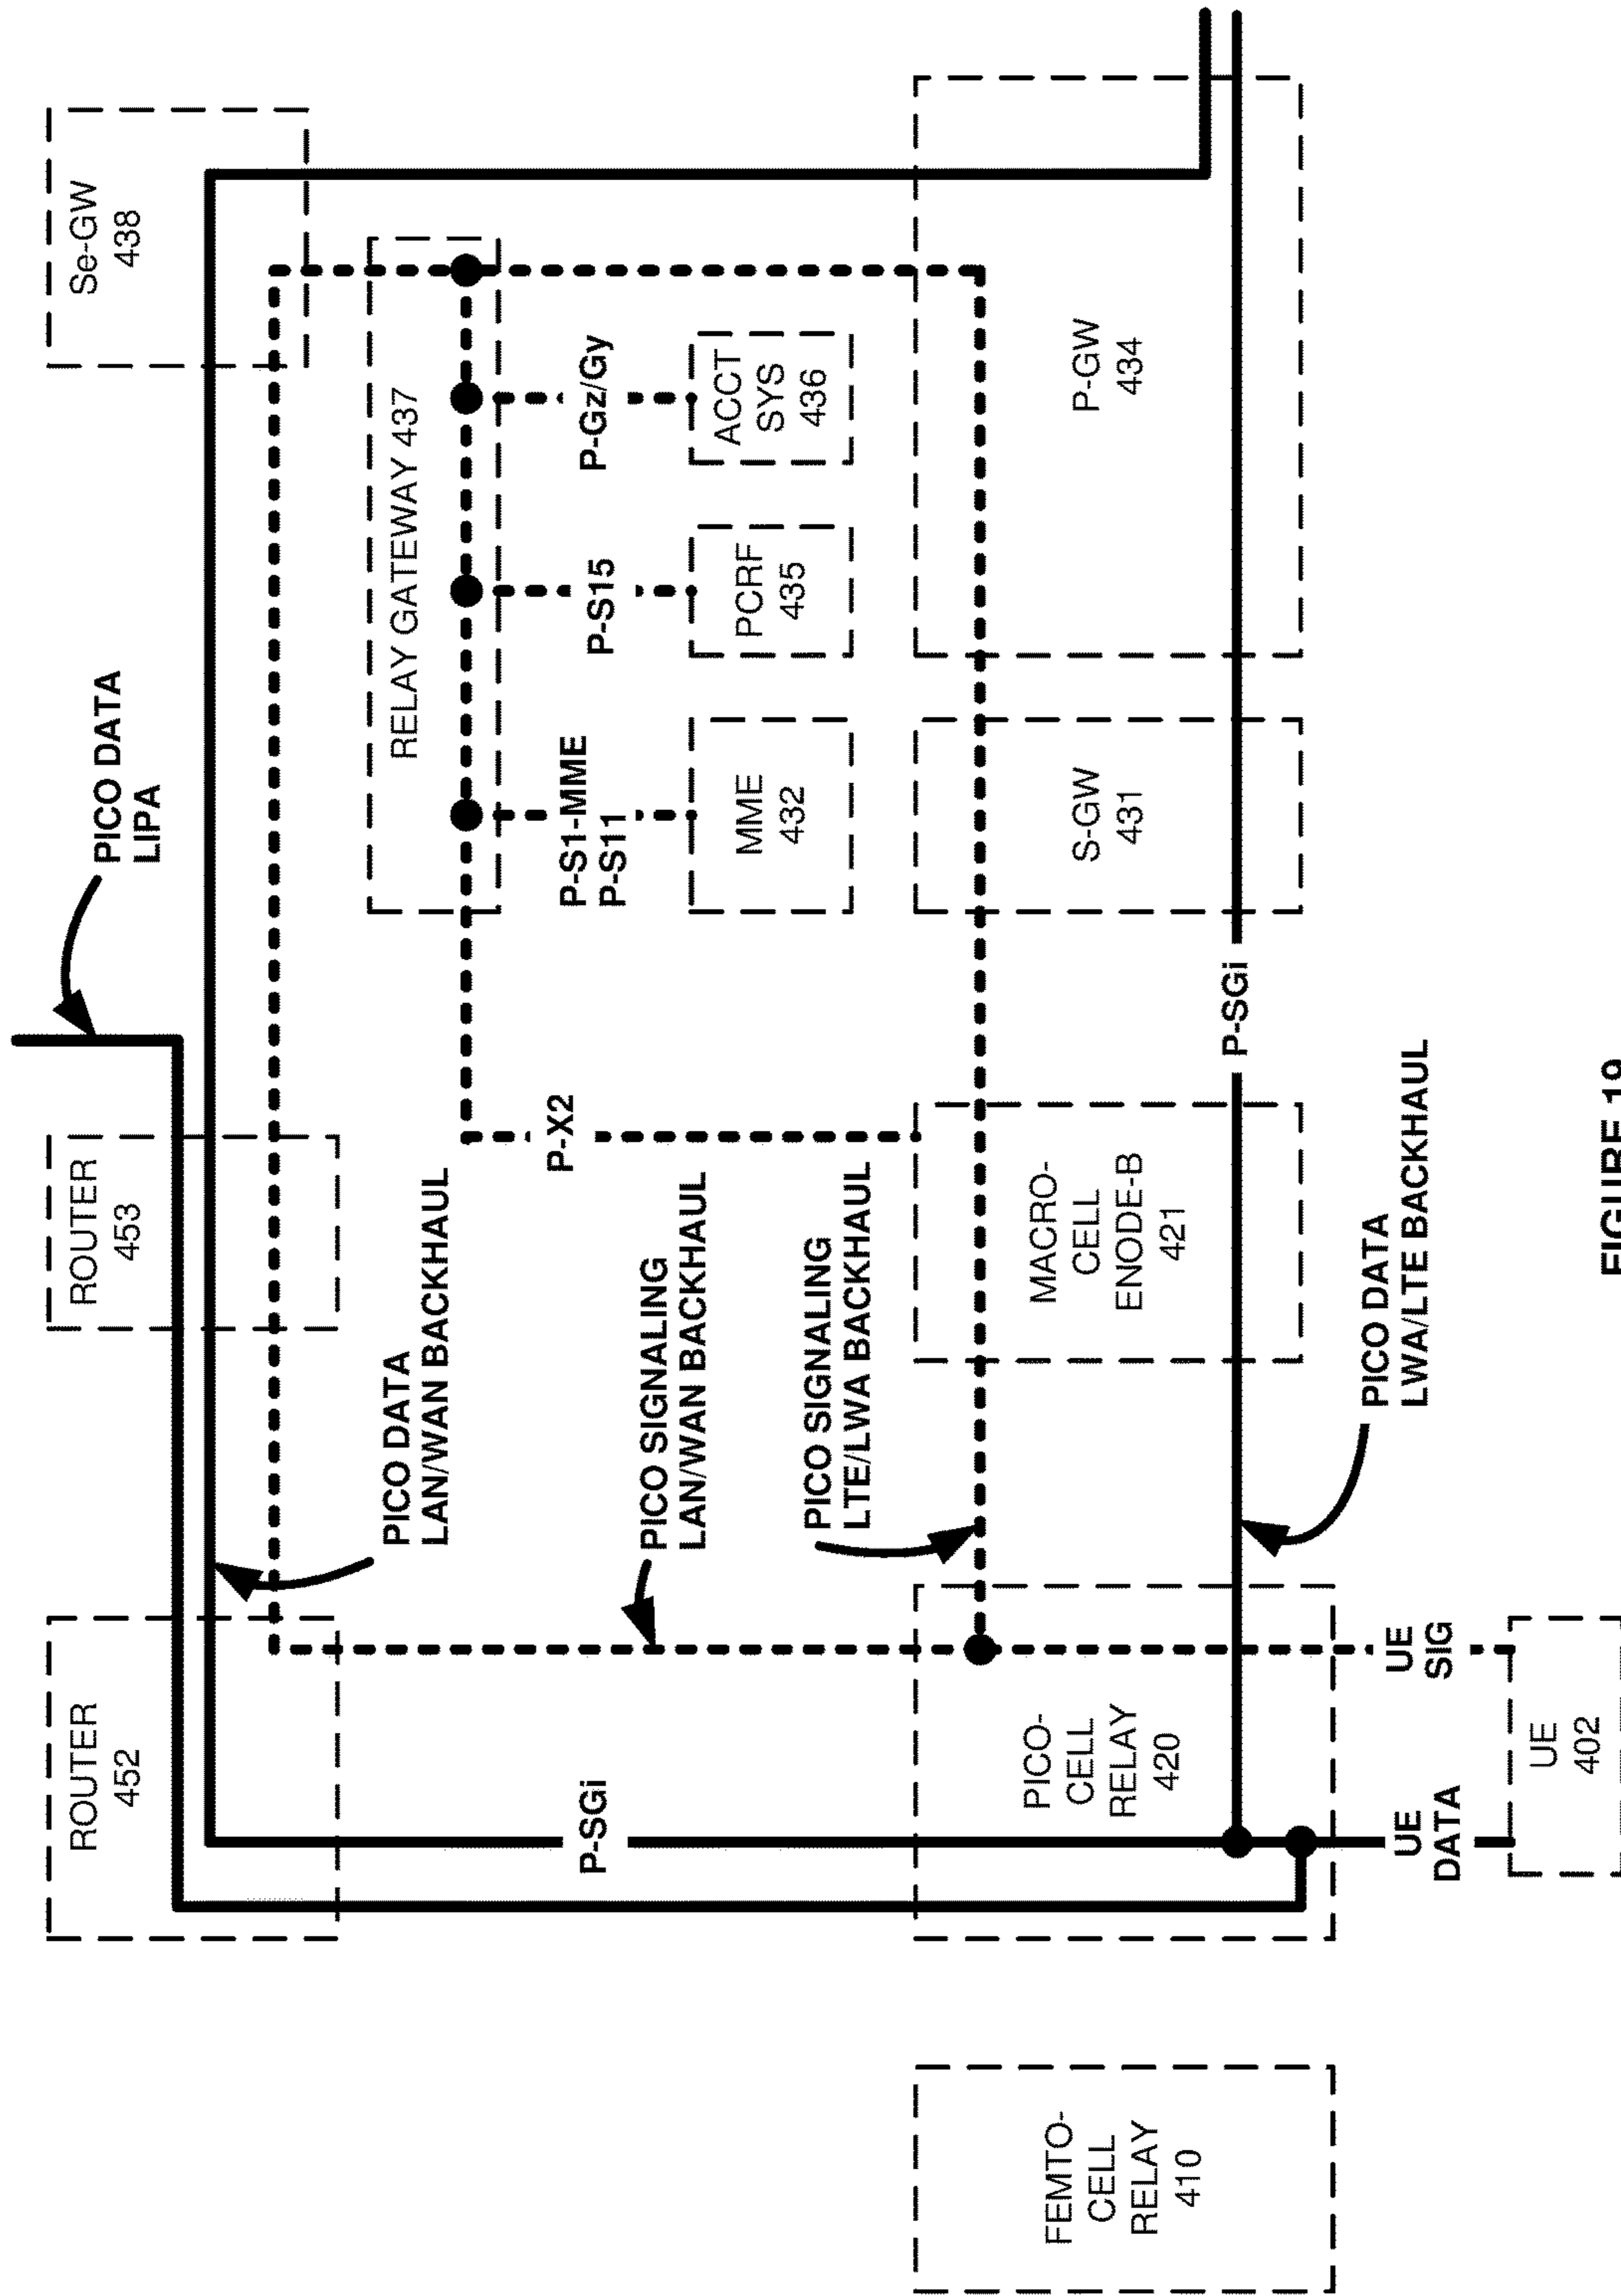 ROUTER
452
ROUTER
453
PICO DATA
LIPA
Se-GW
438
PICO DATA
LAN/WAN BACKHAUL
RELAY GATEWAY 437
P-SGi
P-X2
P-S1-MME
P-S11
P-S15
P-Gz/Gy
PICO SIGNALING
LAN/WAN BACKHAUL
MME
432
PCRF
435
ACCT
SYS
436
PICO SIGNALING
LTE/LWA BACKHAUL
FEMTO-
CELL
RELAY
410
PICO-
CELL
RELAY
420
MACRO-
CELL
ENODE-B
421
S-GW
431
P-GW
434
P-SGi
PICO DATA
LWA/LTE BACKHAUL
UE
DATA
UE
SIG
UE
402
FIGURE 19